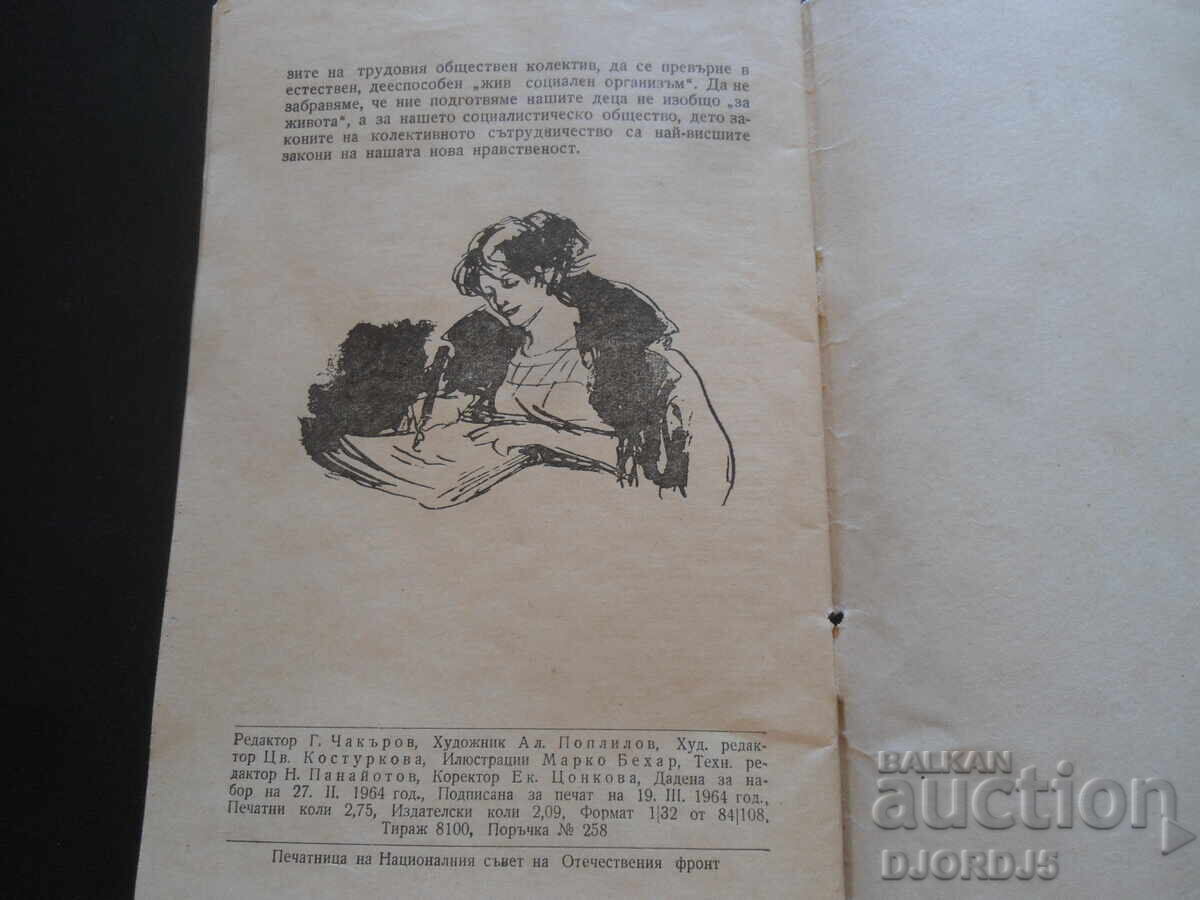 вите на трудовия обществен колектив, да се превърне в
естествен, дееспособен „жив социален организъм“. Да не
забравяме, че ние подготвяме нашите деца не изобщо „за
живота“, а за нашето социалистическо общество, дето за-
коните на колективното сътрудничество са най-висшите
закони на нашата нова нравственост.
Редактор Г. Чакъров, Художник Ал. Поплилов, Худ. редак-
тор Цв. Костуркова, Илюстрации Марко Бехар, Техн. ре-
дактор Н. Панайотов, Коректор Ек. Цонкова, Дадена за на-
бор на 27. II. 1964 год., Подписана за печат на 19. III. 1964 год.,
Печатни коли 2,75, Издателски коли 2,09, Формат 1|32 от 84|108,
Тираж 8100, Поръчка № 258
Печатница на Националния съвет на Отечествения фронт
BALKAN
auction
DJORDJ5